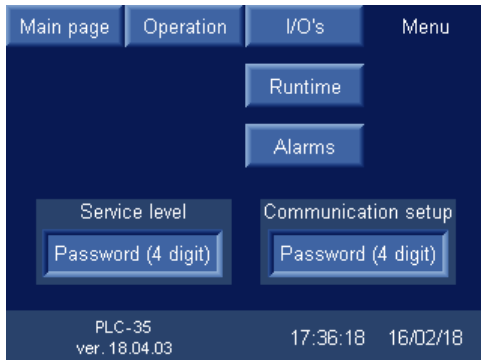 Main page Operation I/O's Menu
Runtime
Alarms
Service level Communication setup
Password (4 digit) Password (4 digit)
PLC-35
ver. 18.04.03 17:36:18 16/02/18